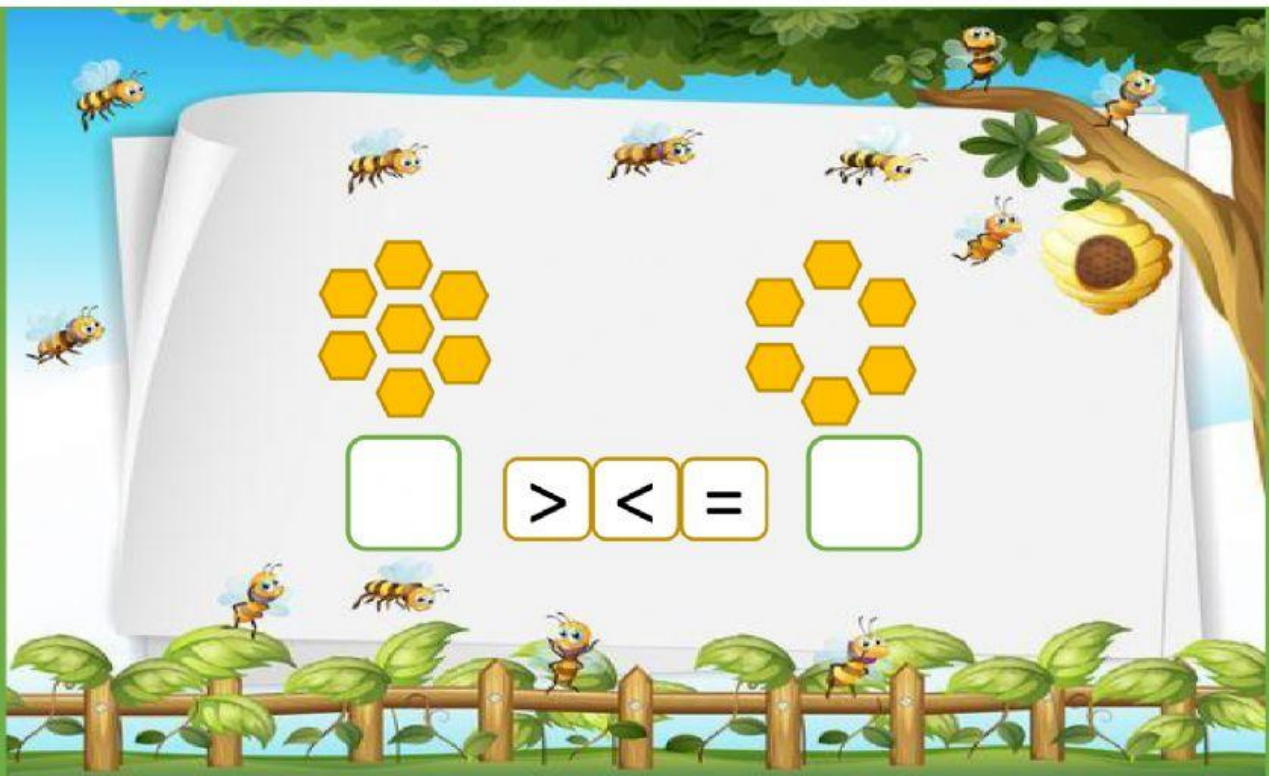 > < =